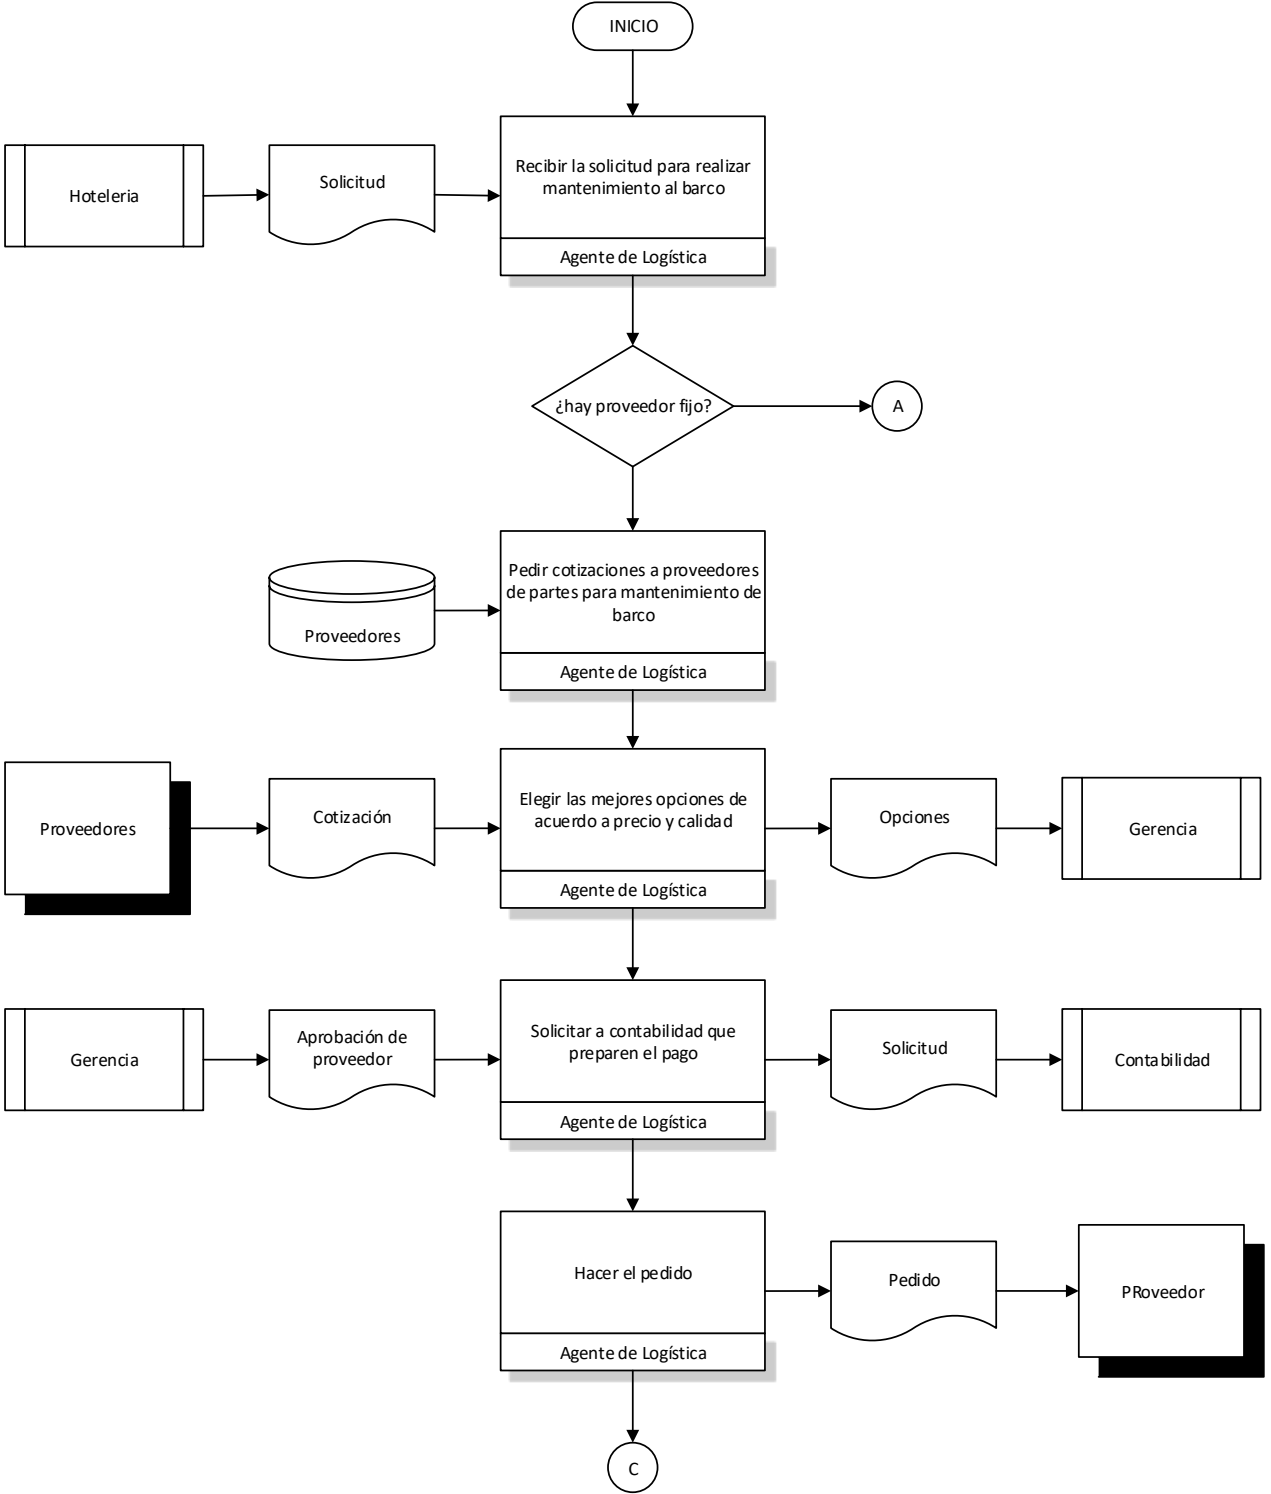 INICIO
Hoteleria
Solicitud
Recibir la solicitud para realizar
mantenimiento al barco
Agente de Logística
¿hay proveedor fijo?
A
Proveedores
Pedir cotizaciones a proveedores
de partes para mantenimiento de
barco
Agente de Logística
Proveedores
Cotización
Elegir las mejores opciones de
acuerdo a precio y calidad
Agente de Logística
Opciones
Gerencia
Gerencia
Aprobación de
proveedor
Solicitar a contabilidad que
preparen el pago
Agente de Logística
Solicitud
Contabilidad
Hacer el pedido
Agente de Logística
Pedido
PRoveedor
C